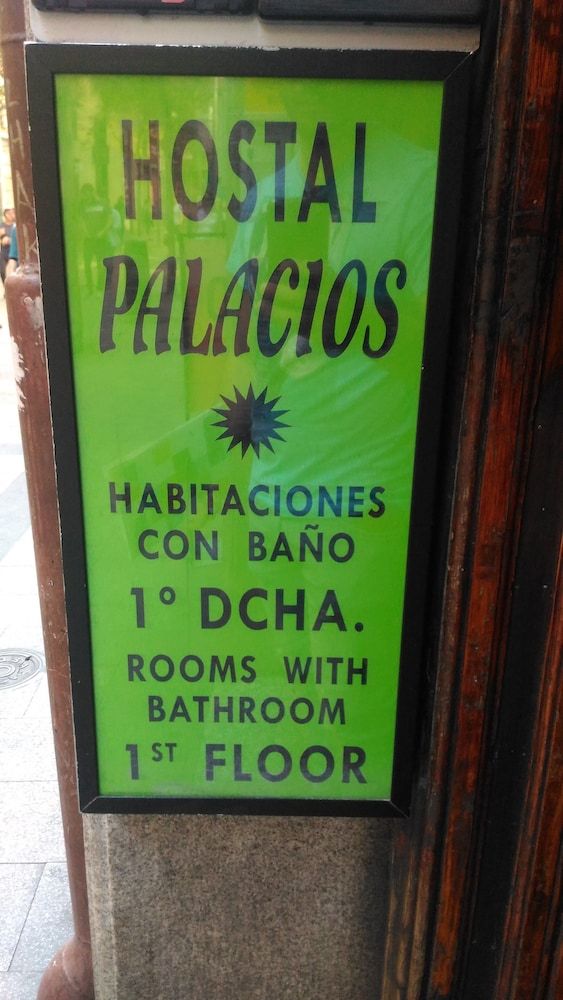 HOSTAL
PALACIOS
HABITACIONES
CON BAÑO
1º DCHA.
ROOMS WITH
BATHROOM
1ST FLOOR